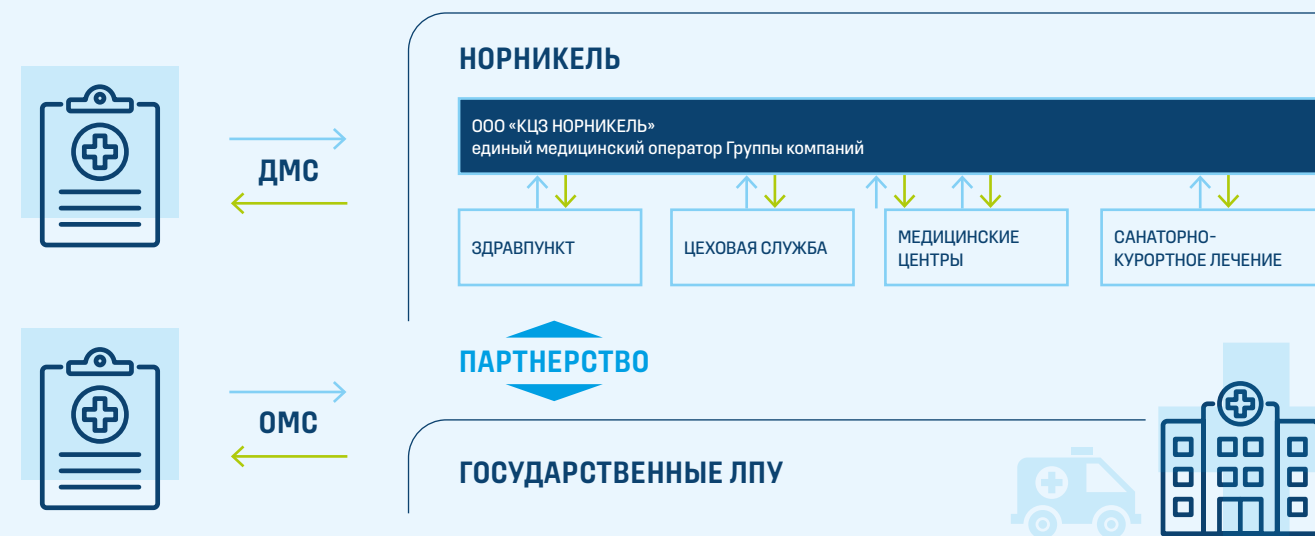 НОРНИКЕЛЬ
ООО «КЦЗ НОРНИКЕЛЬ»
единый медицинский оператор Группы компаний
ДМС
ЗДРАВПУНКТ
ЦЕХОВАЯ СЛУЖБА
МЕДИЦИНСКИЕ
ЦЕНТРЫ
САНАТОРНО-
КУРОРТНОЕ ЛЕЧЕНИЕ
ПАРТНЕРСТВО
ОМС
ГОСУДАРСТВЕННЫЕ ЛПУ